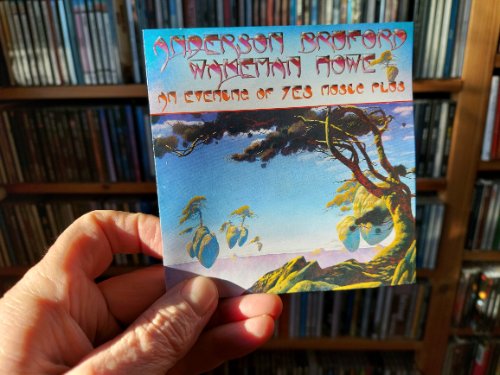 ANDERSON BRUFORD
WAKEMAN HOWE
AN EVENING OF YES MUSIC PLUS